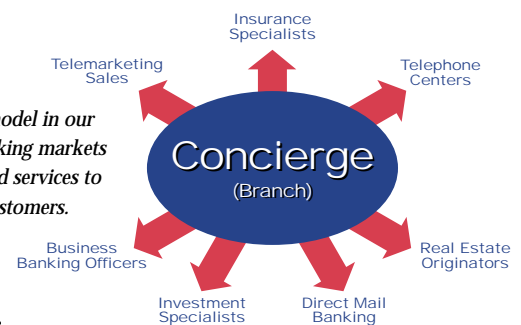 Insurance
Specialists
Telemarketing
Sales
Telephone
Centers
odel in our
king markets
d services to
stomers.
Concierge
(Branch)
Business
Banking Officers
Real Estate
Originators
Investment
Specialists
Direct Mail
Banking